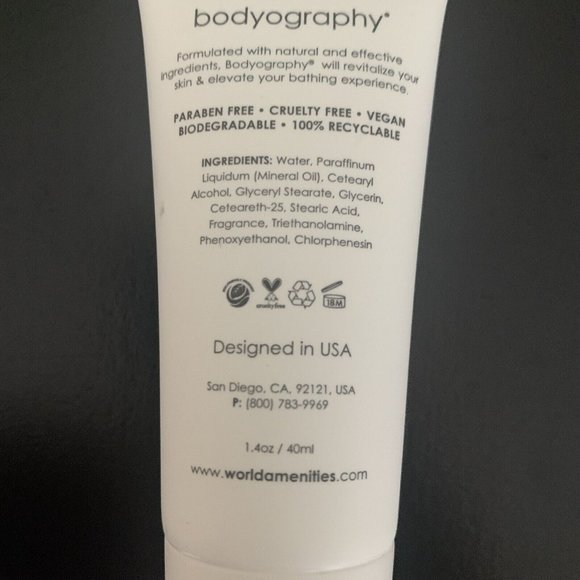 bodyography®
Formulated with natural and effective
ingredients, Bodyography® will revitalize your
skin & elevate your bathing experience.
PARABEN FREE • CRUELTY FREE • VEGAN
BIODEGRADABLE • 100% RECYCLABLE
INGREDIENTS: Water, Paraffinum
Liquidum (Mineral Oil), Cetearyl
Alcohol, Glyceryl Stearate, Glycerin,
Ceteareth-25, Stearic Acid,
Fragrance, Triethanolamine,
Phenoxyethanol, Chlorphenesin
crueltyfree
18M
Designed in USA
San Diego, CA, 92121, USA
P: (800) 783-9969
1.4oz / 40ml
www.worldamenities.com